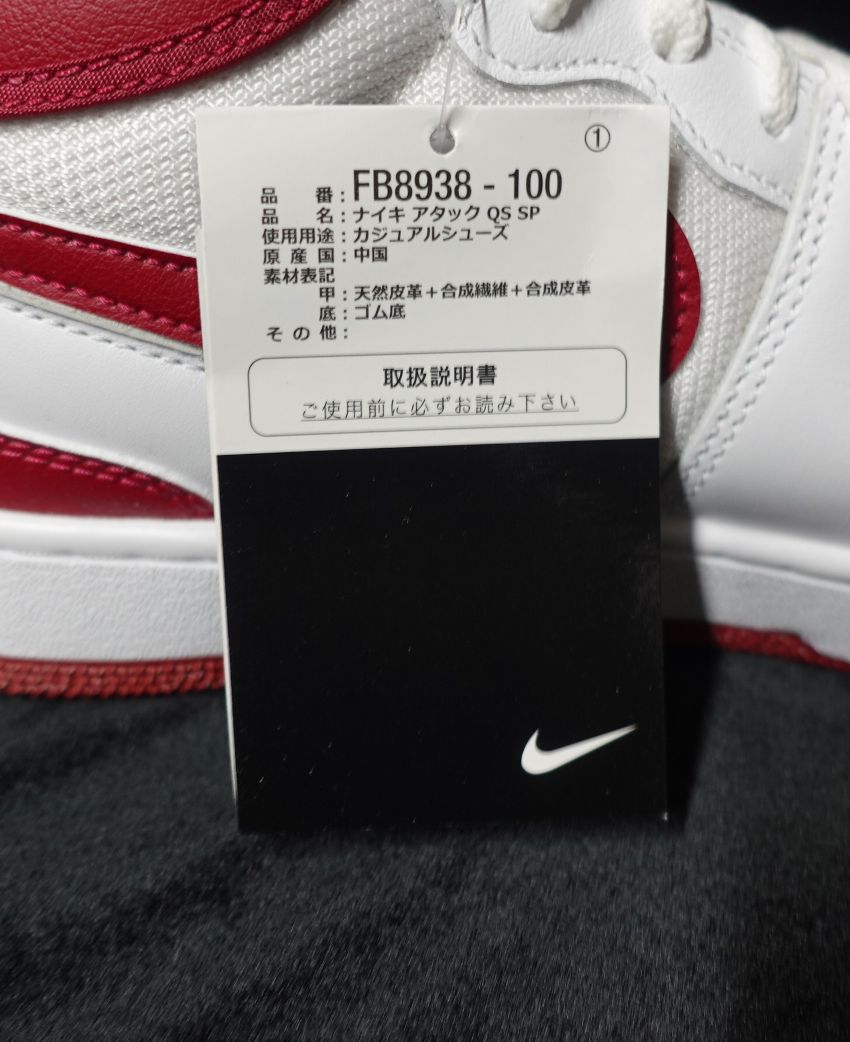 ①
品 番：FB8938 - 100
品 名：ナイキ アタック QS SP
使用用途：カジュアルシューズ
原 産 国：中国
素材表記
甲：天然皮革＋合成繊維＋合成皮革
底：ゴム底
そ の 他：
取扱説明書
ご使用前に必ずお読み下さい